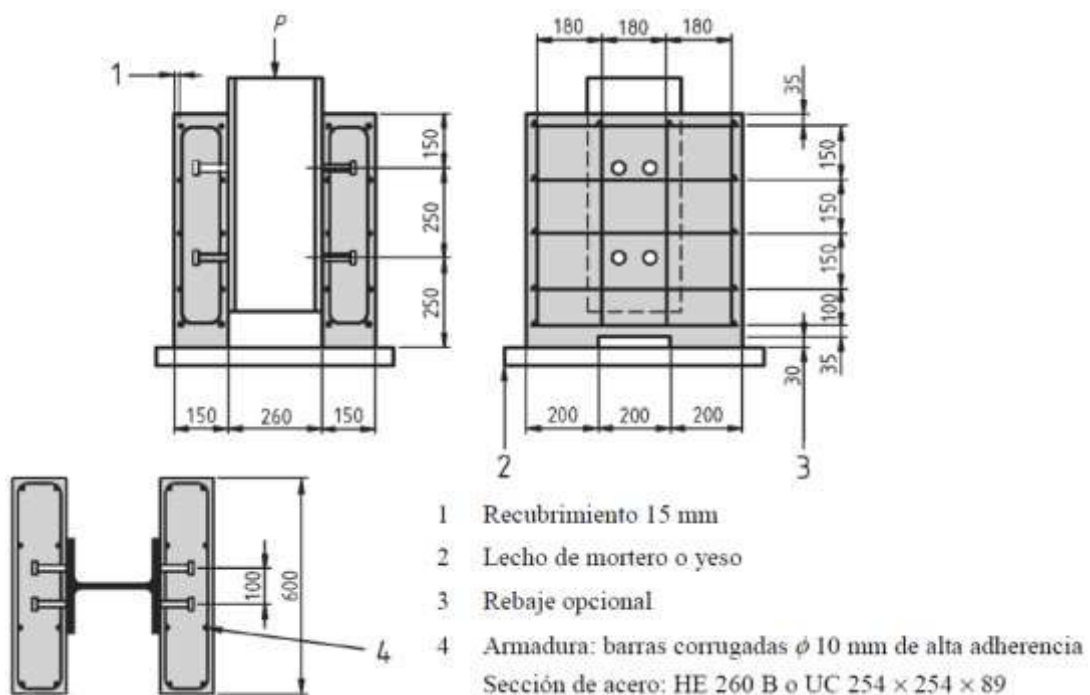 P
180 180 180
1
35
150
250
250
150
150
150
100
35
30
150 260 150
200 200 200
2
3
100
600
4
1 Recubrimiento 15 mm
2 Lecho de mortero o yeso
3 Rebaje opcional
4 Armadura: barras corrugadas ϕ 10 mm de alta adherencia
Sección de acero: HE 260 B o UC 254 × 254 × 89